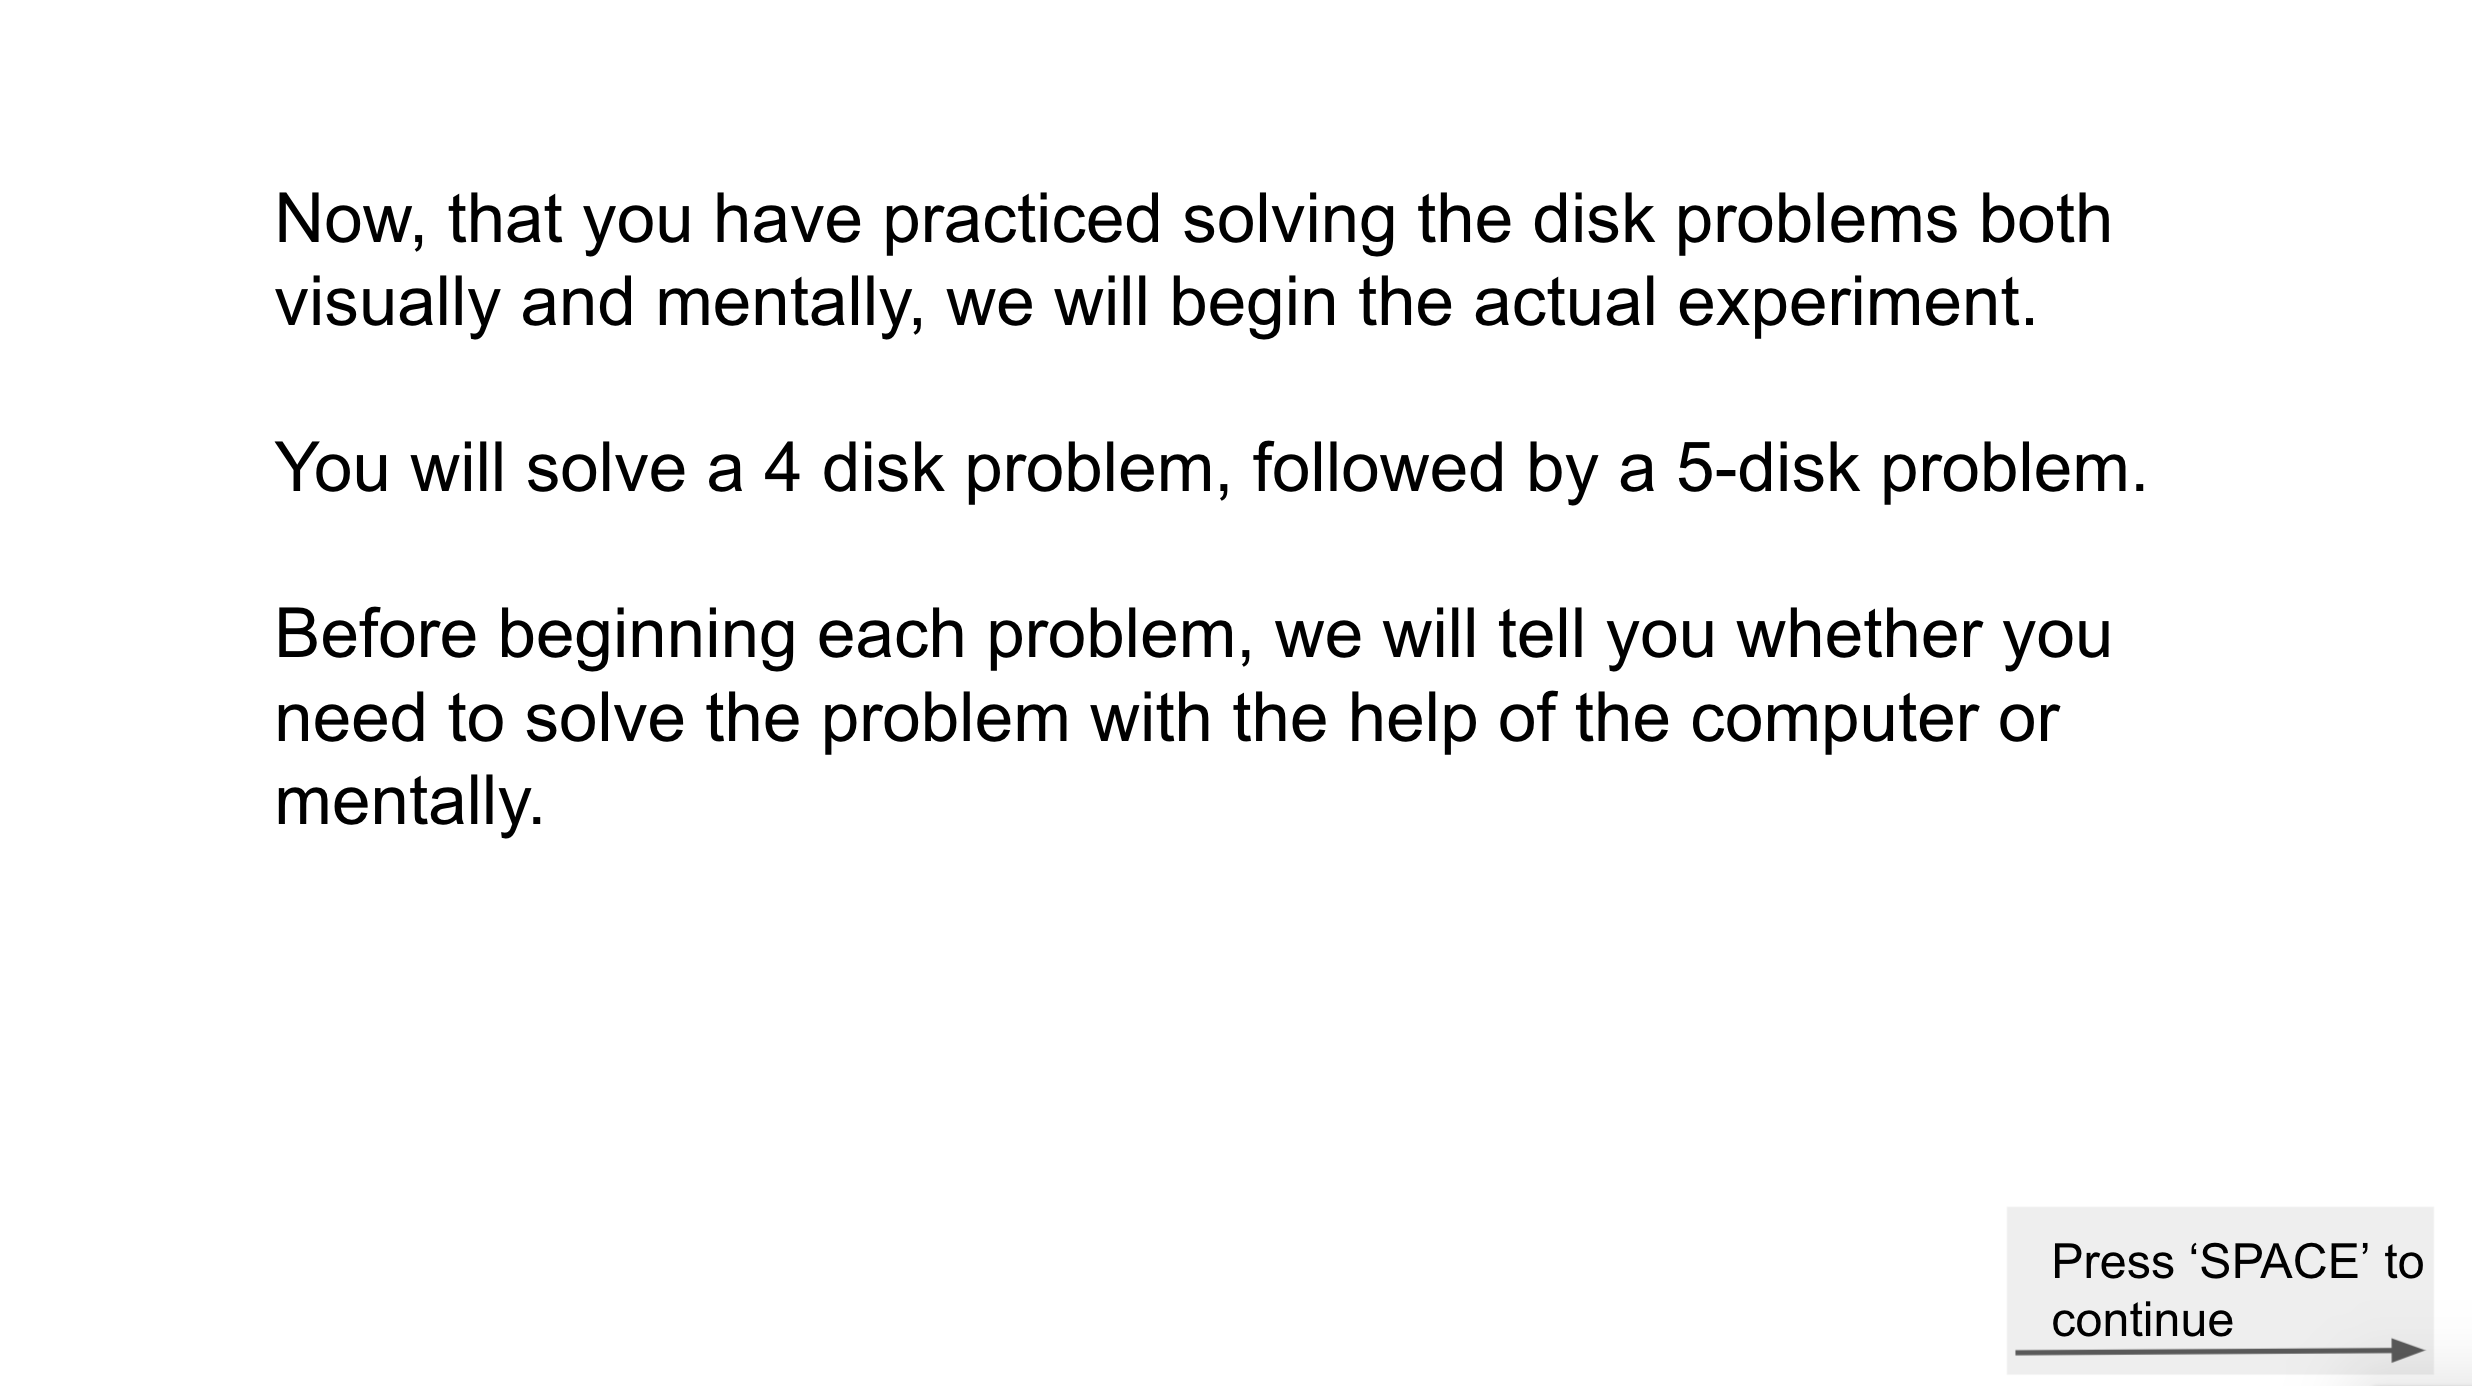 Now, that you have practiced solving the disk problems both
visually and mentally, we will begin the actual experiment.
You will solve a 4 disk problem, followed by a 5-disk problem.
Before beginning each problem, we will tell you whether you
need to solve the problem with the help of the computer or
mentally.
Press ‘SPACE’ to
continue